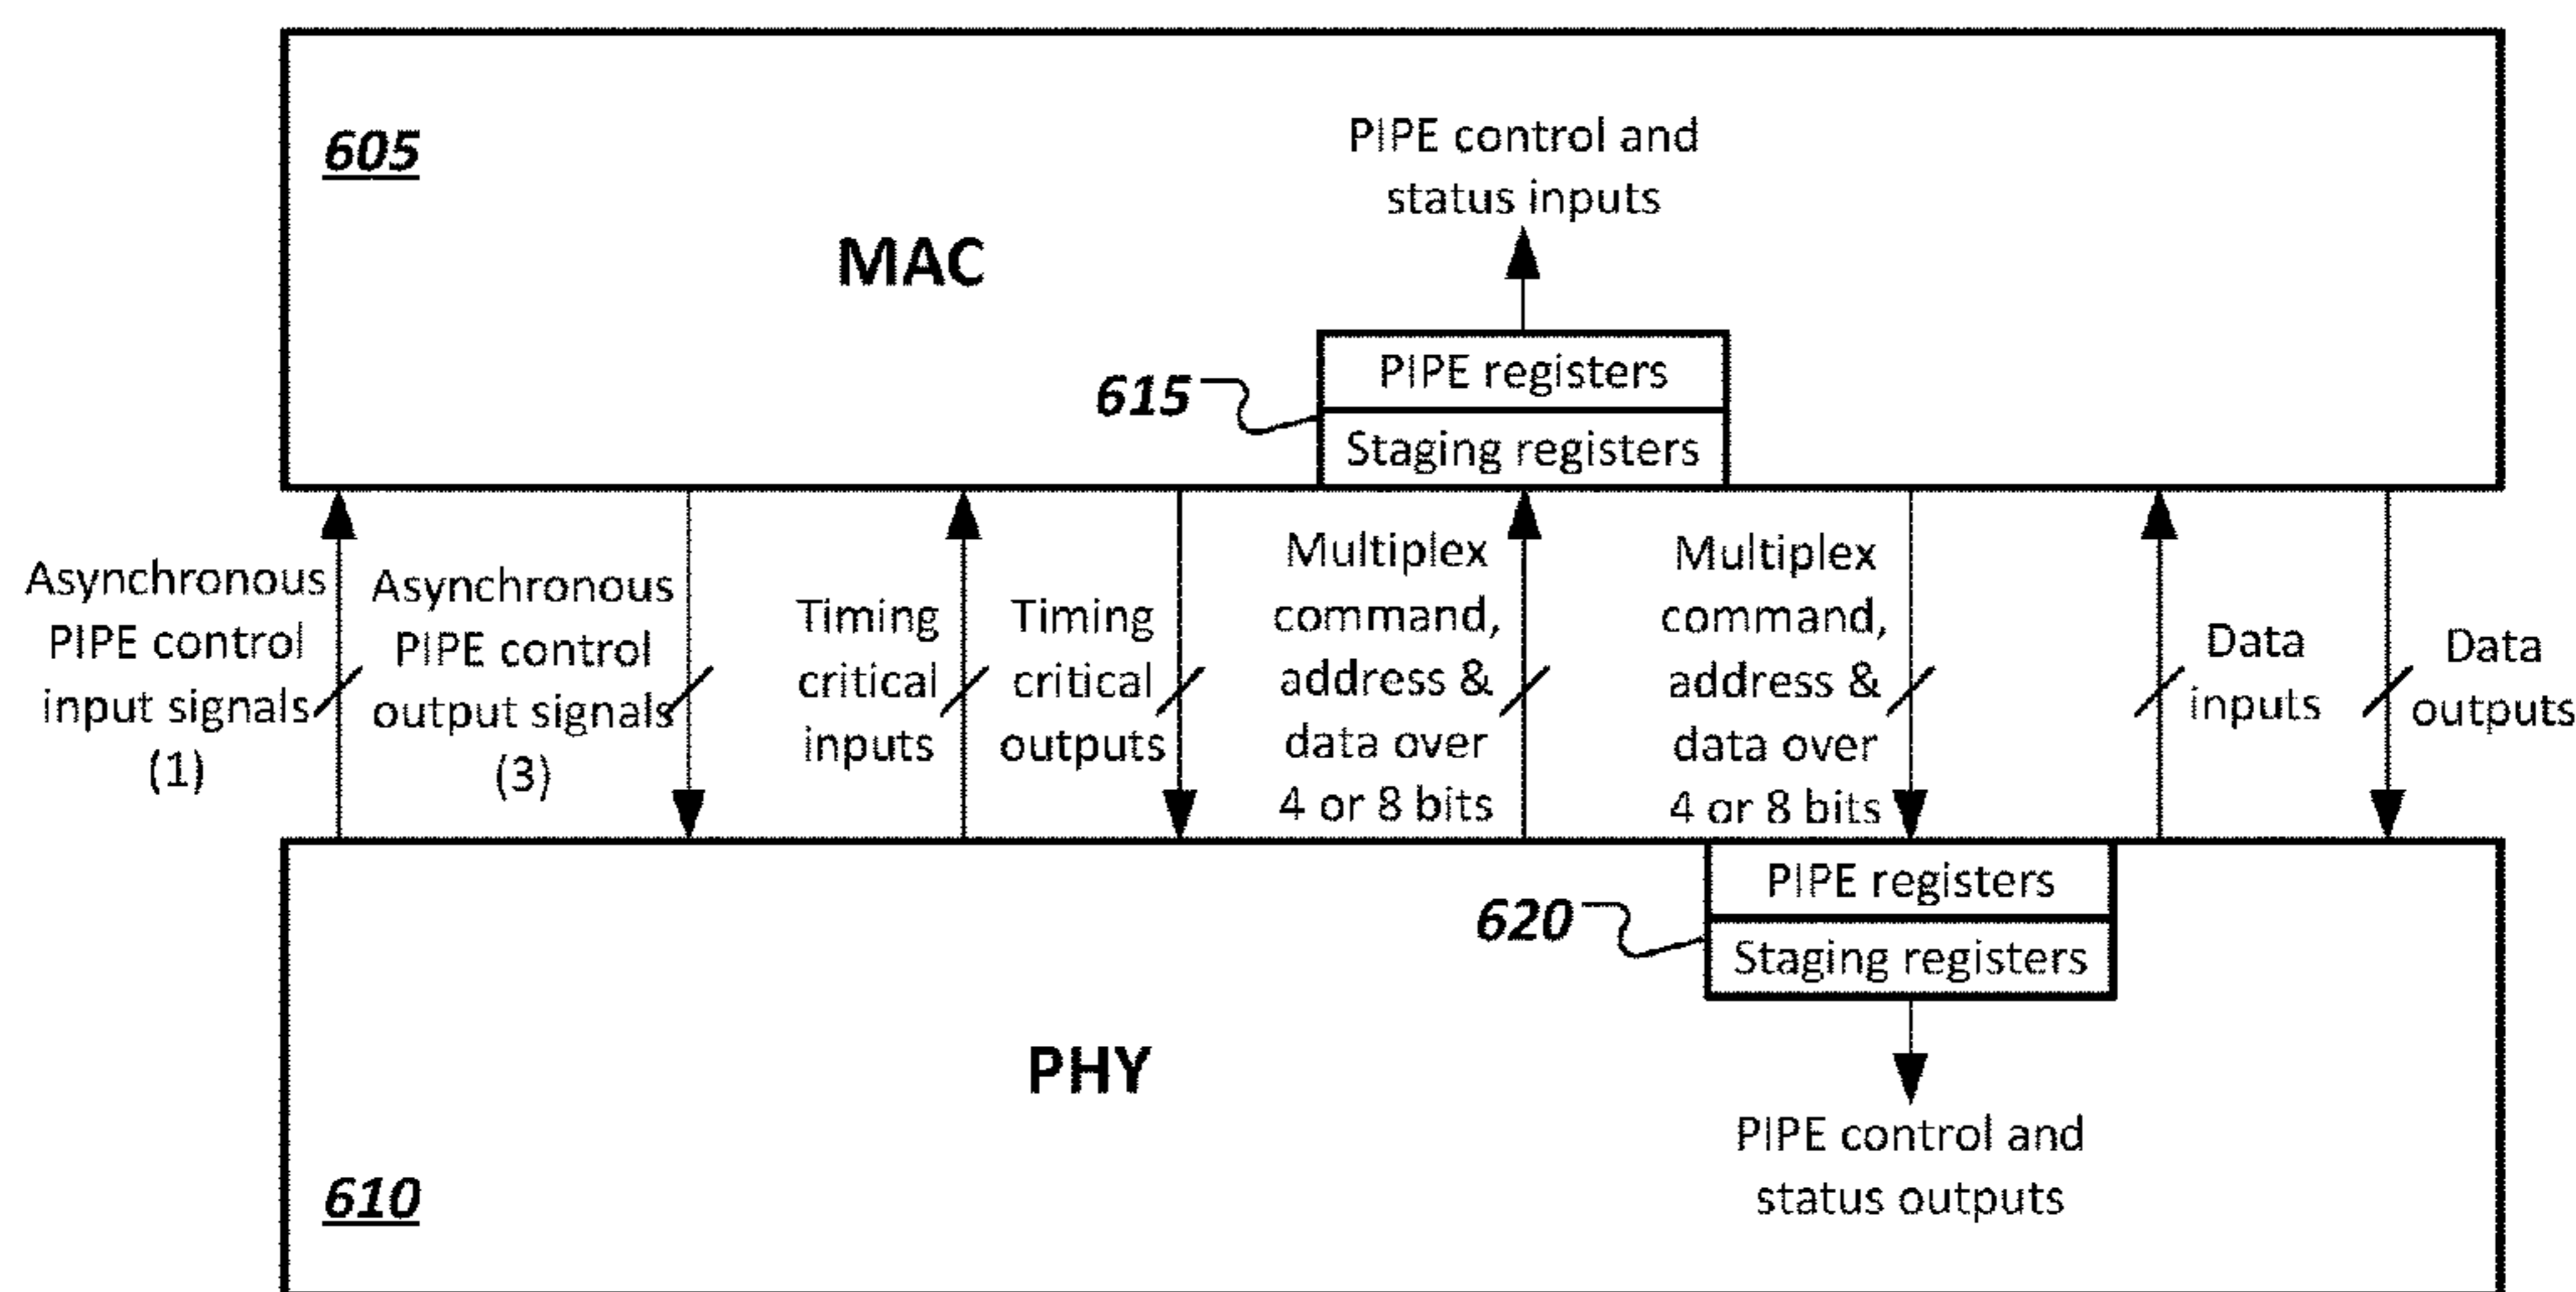 605
MAC
PIPE control and
status inputs
615
PIPE registers
Staging registers
Asynchronous
PIPE control
input signals
(1)
Asynchronous
PIPE control
output signals
(3)
Timing
critical
inputs
Timing
critical
outputs
Multiplex
command,
address &
data over
4 or 8 bits
Multiplex
command,
address &
data over
4 or 8 bits
Data
inputs
Data
outputs
620
PIPE registers
Staging registers
PHY
PIPE control and
status outputs
610